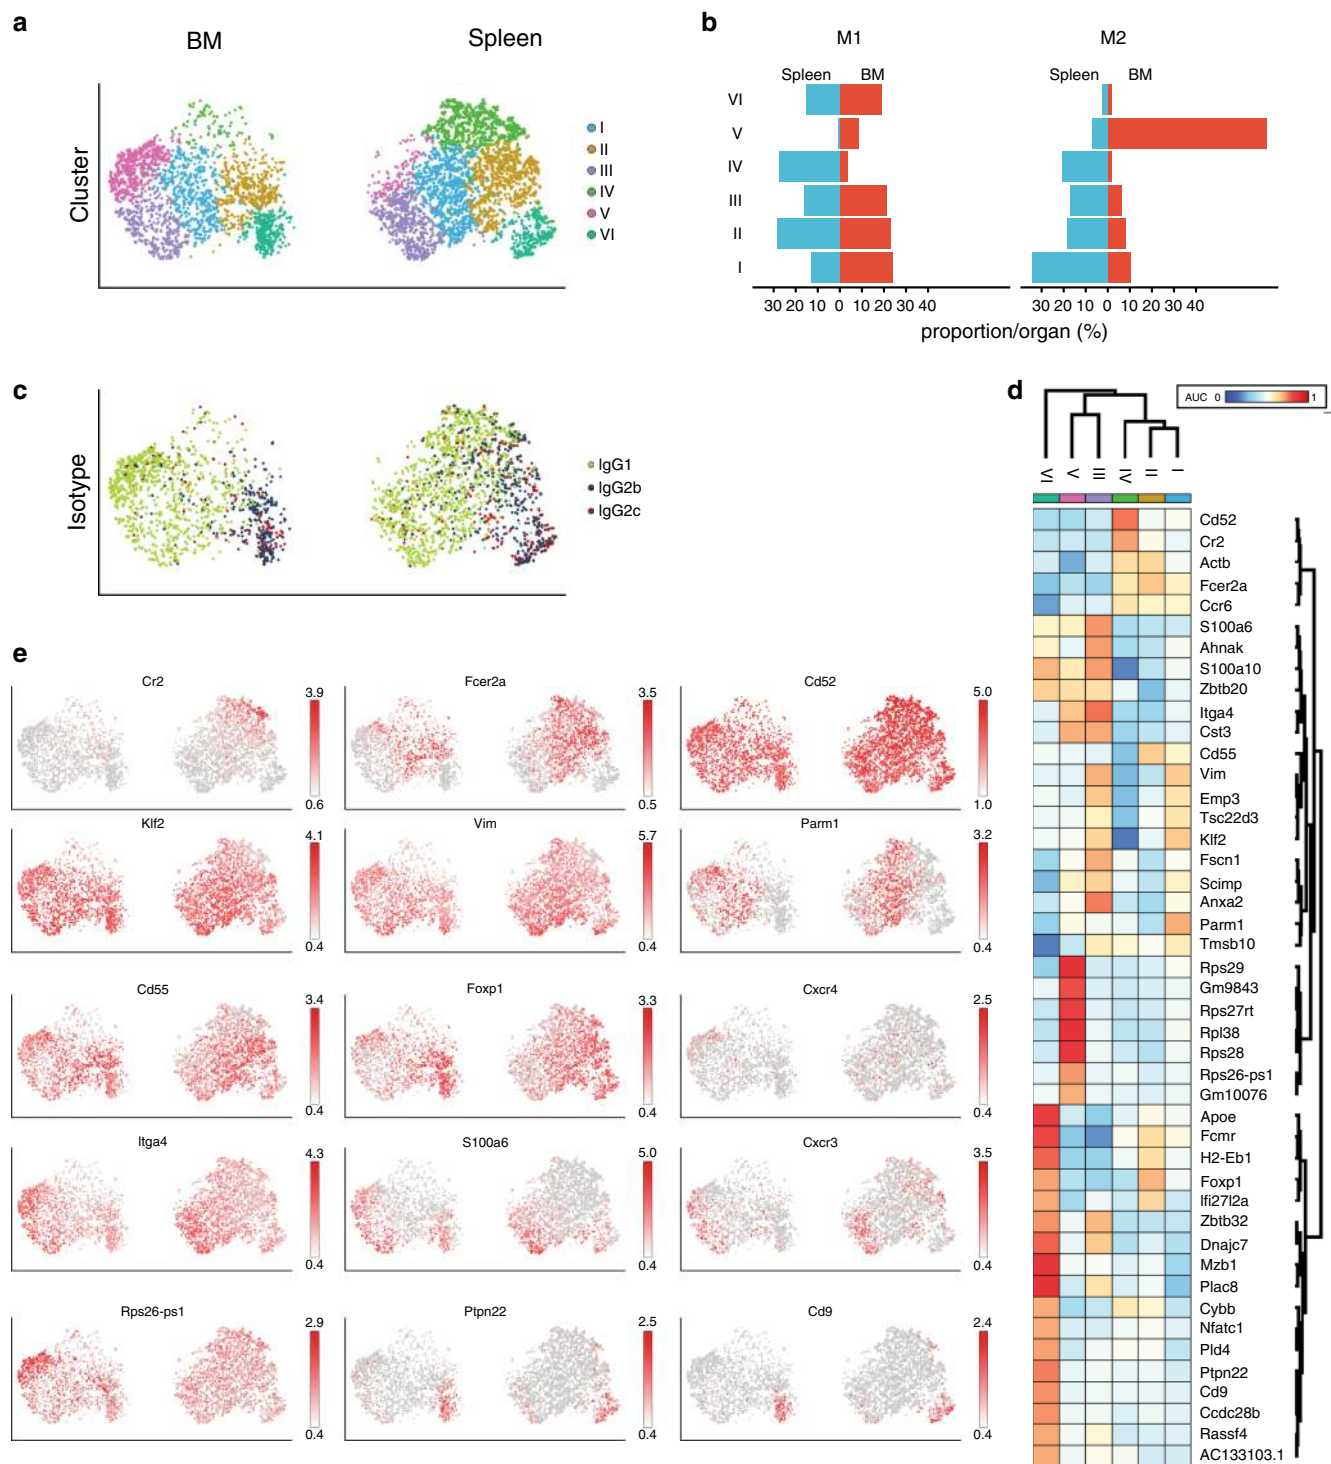 a
BM
Spleen
Cluster
I
II
III
IV
V
VI
b
M1
M2
Spleen BM
Spleen BM
VI
V
IV
III
II
I
30 20 10 0 10 20 30 40
30 20 10 0 10 20 30 40
proportion/organ (%)
c
Isotype
IgG1
IgG2b
IgG2c
d
AUC 0 1
VI V III IV II I
Cd52
Cr2
Actb
Fcer2a
Ccr6
S100a6
Ahnak
S100a10
Zbtb20
Itga4
Cst3
Cd55
Vim
Emp3
Tsc22d3
Klf2
Fscn1
Scimp
Anxa2
Parm1
Tmsb10
Rps29
Gm9843
Rps27rt
Rpl38
Rps28
Rps26-ps1
Gm10076
Apoe
Fcmr
H2-Eb1
Foxp1
Ifi27l2a
Zbtb32
Dnajc7
Mzb1
Plac8
Cybb
Nfatc1
Pld4
Ptpn22
Cd9
Ccdc28b
Rassf4
AC133103.1
e
Cr2
3.9
0.6
Fcer2a
3.5
0.5
Cd52
5.0
1.0
Klf2
4.1
0.4
Vim
5.7
0.4
Parm1
3.2
0.4
Cd55
3.4
0.4
Foxp1
3.3
0.4
Cxcr4
2.5
0.4
Itga4
4.3
0.4
S100a6
5.0
0.4
Cxcr3
3.5
0.4
Rps26-ps1
2.9
0.4
Ptpn22
2.5
0.4
Cd9
2.4
0.4